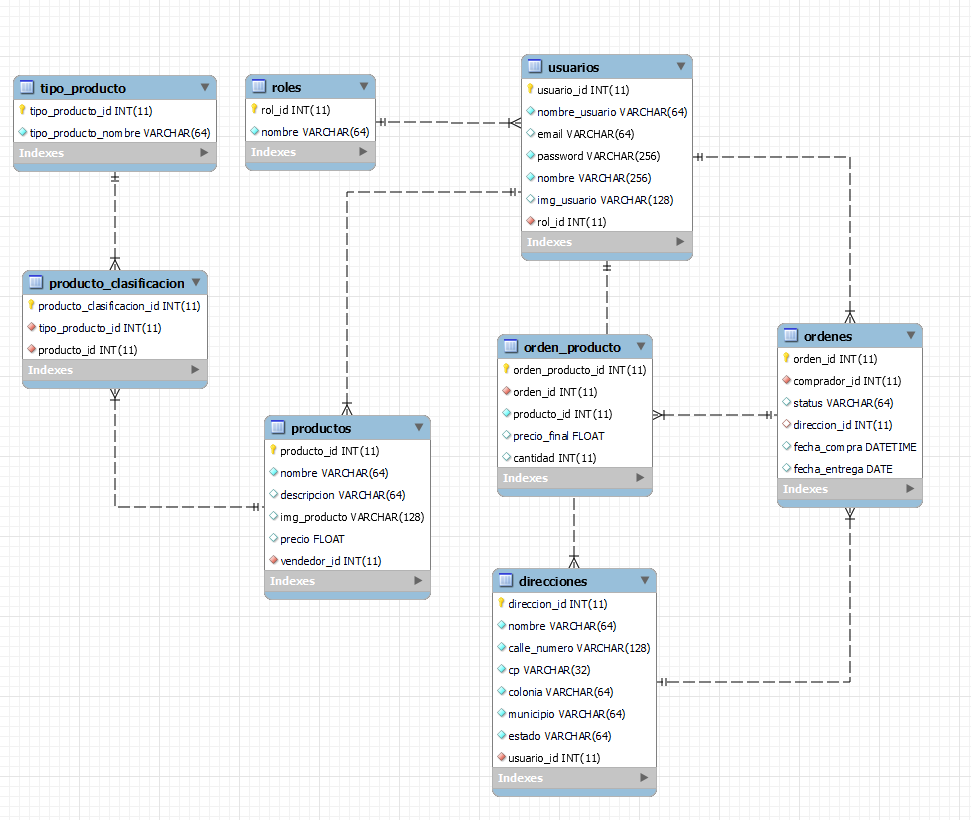 tipo_producto
tipo_producto_id INT(11)
tipo_producto_nombre VARCHAR(64)
Indexes
roles
rol_id INT(11)
nombre VARCHAR(64)
Indexes
usuarios
usuario_id INT(11)
nombre_usuario VARCHAR(64)
email VARCHAR(64)
password VARCHAR(256)
nombre VARCHAR(256)
img_usuario VARCHAR(128)
rol_id INT(11)
Indexes
producto_clasificacion
producto_clasificacion_id INT(11)
tipo_producto_id INT(11)
producto_id INT(11)
Indexes
productos
producto_id INT(11)
nombre VARCHAR(64)
descripcion VARCHAR(64)
img_producto VARCHAR(128)
precio FLOAT
vendedor_id INT(11)
Indexes
orden_producto
orden_producto_id INT(11)
orden_id INT(11)
producto_id INT(11)
precio_final FLOAT
cantidad INT(11)
Indexes
ordenes
orden_id INT(11)
comprador_id INT(11)
status VARCHAR(64)
direccion_id INT(11)
fecha_compra DATETIME
fecha_entrega DATE
Indexes
direcciones
direccion_id INT(11)
nombre VARCHAR(64)
calle_numero VARCHAR(128)
cp VARCHAR(32)
colonia VARCHAR(64)
municipio VARCHAR(64)
estado VARCHAR(64)
usuario_id INT(11)
Indexes